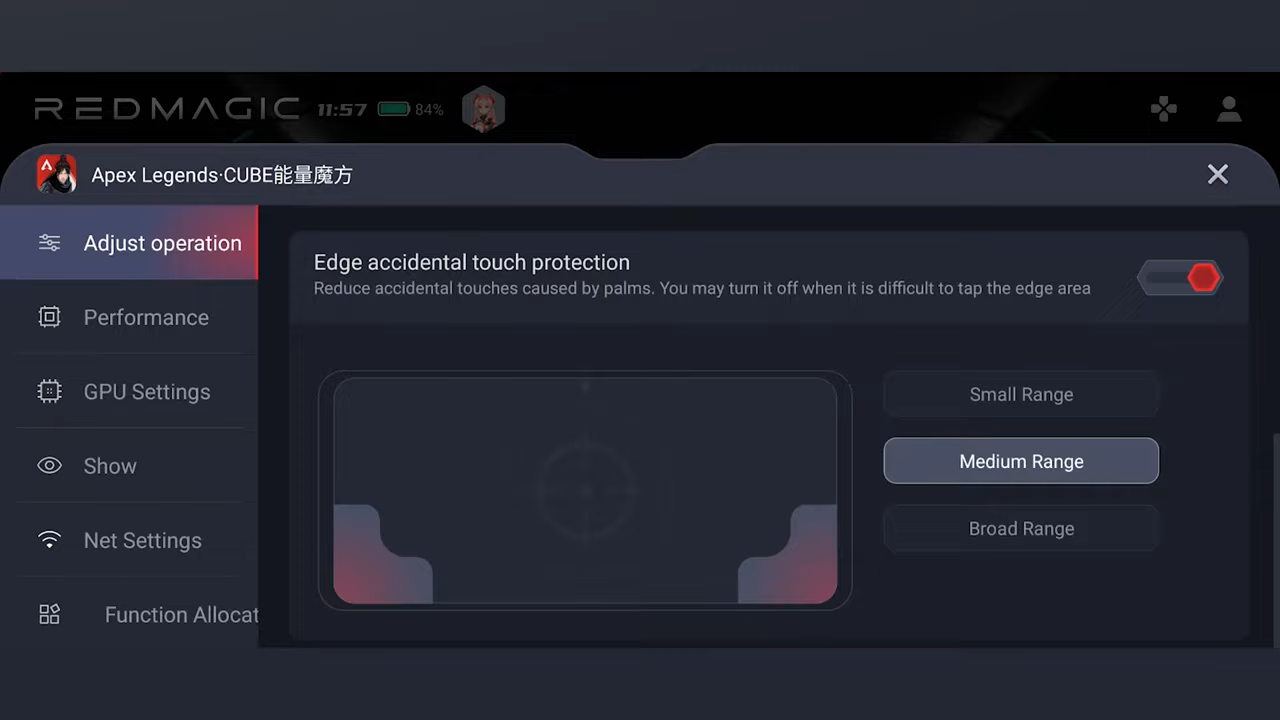 REDMAGIC 11:57 84%
Apex Legends·CUBE能量魔方
Adjust operation
Performance
GPU Settings
Show
Net Settings
Function Allocat
Edge accidental touch protection
Reduce accidental touches caused by palms. You may turn it off when it is difficult to tap the edge area
Small Range
Medium Range
Broad Range